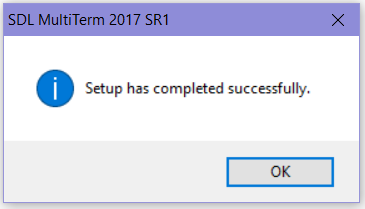 SDL MultiTerm 2017 SR1
Setup has completed successfully.
OK